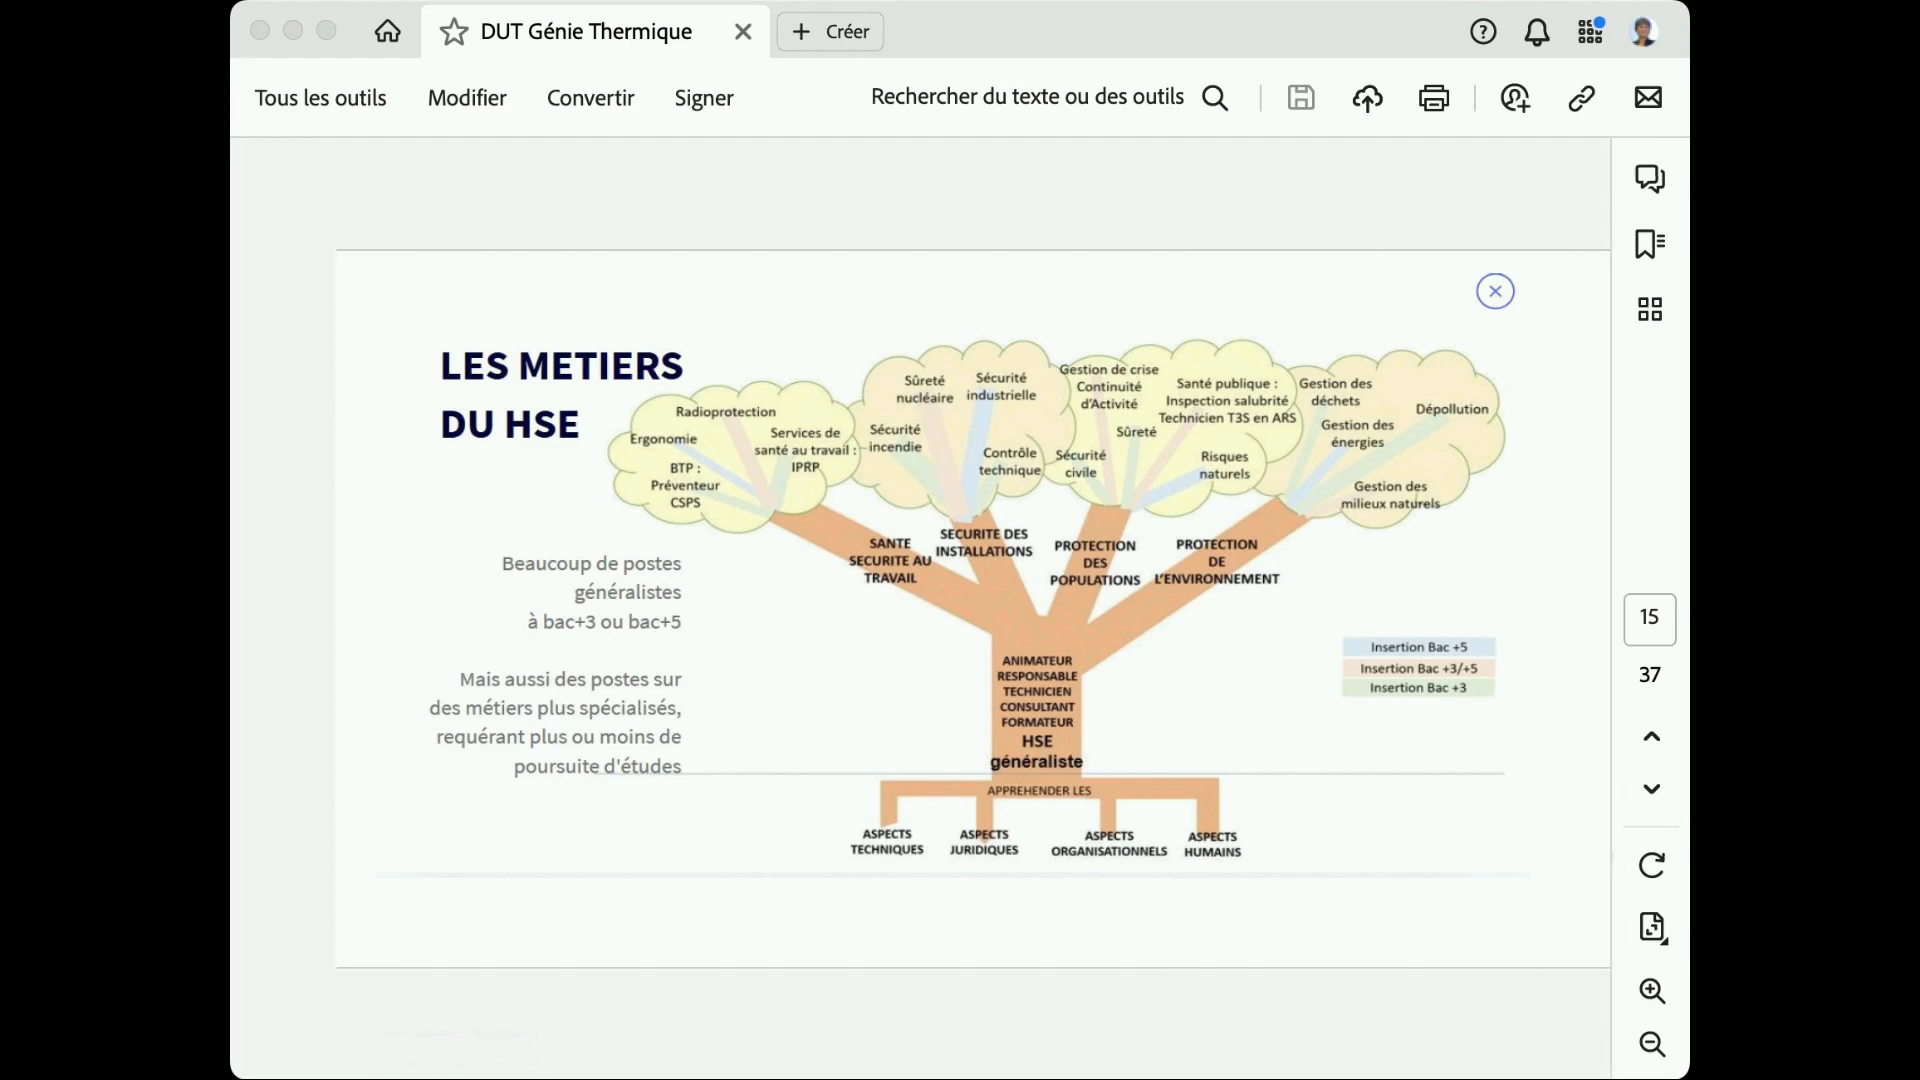 DUT Génie Thermique
Créer
Tous les outils
Modifier
Convertir
Signer
Rechercher du texte ou des outils
LES METIERS
DU HSE
Beaucoup de postes
généralistes
à bac+3 ou bac+5
Mais aussi des postes sur
des métiers plus spécialisés,
requérant plus ou moins de
poursuite d'études
Radioprotection
Ergonomie
Services de
santé au travail :
IPRP
BTP :
Préventeur
CSPS
Sûreté
nucléaire
Sécurité
industrielle
Sécurité
incendie
Contrôle
technique
Gestion de crise
Continuité
d'Activité
Santé publique :
Inspection salubrité
Technicien T3S en ARS
Sûreté
Sécurité
civile
Risques
naturels
Gestion des
déchets
Dépollution
Gestion des
énergies
Gestion des
milieux naturels
SANTE
SECURITE AU
TRAVAIL
SECURITE DES
INSTALLATIONS
PROTECTION
DES
POPULATIONS
PROTECTION
DE
L'ENVIRONNEMENT
ANIMATEUR
RESPONSABLE
TECHNICIEN
CONSULTANT
FORMATEUR
HSE
généraliste
APPREHENDER LES
ASPECTS
TECHNIQUES
ASPECTS
JURIDIQUES
ASPECTS
ORGANISATIONNELS
ASPECTS
HUMAINS
Insertion Bac +5
Insertion Bac +3/+5
Insertion Bac +3
15
37